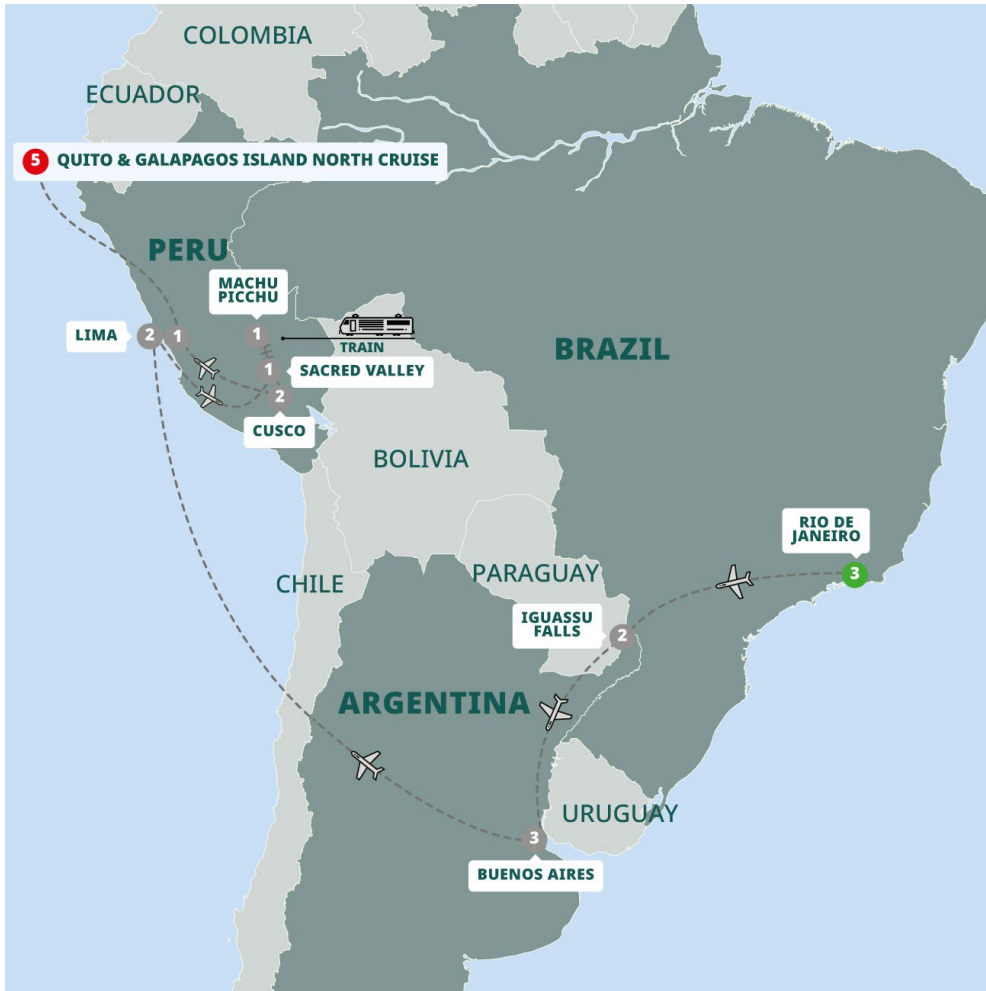 COLOMBIA
ECUADOR
5 QUITO & GALAPAGOS ISLAND NORTH CRUISE
PERU
MACHU
PICCHU
LIMA
2
1
1
TRAIN
BRAZIL
1
SACRED VALLEY
2
CUSCO
BOLIVIA
RIO DE
JANEIRO
3
CHILE
PARAGUAY
IGUASSU
FALLS
2
ARGENTINA
URUGUAY
3
BUENOS AIRES